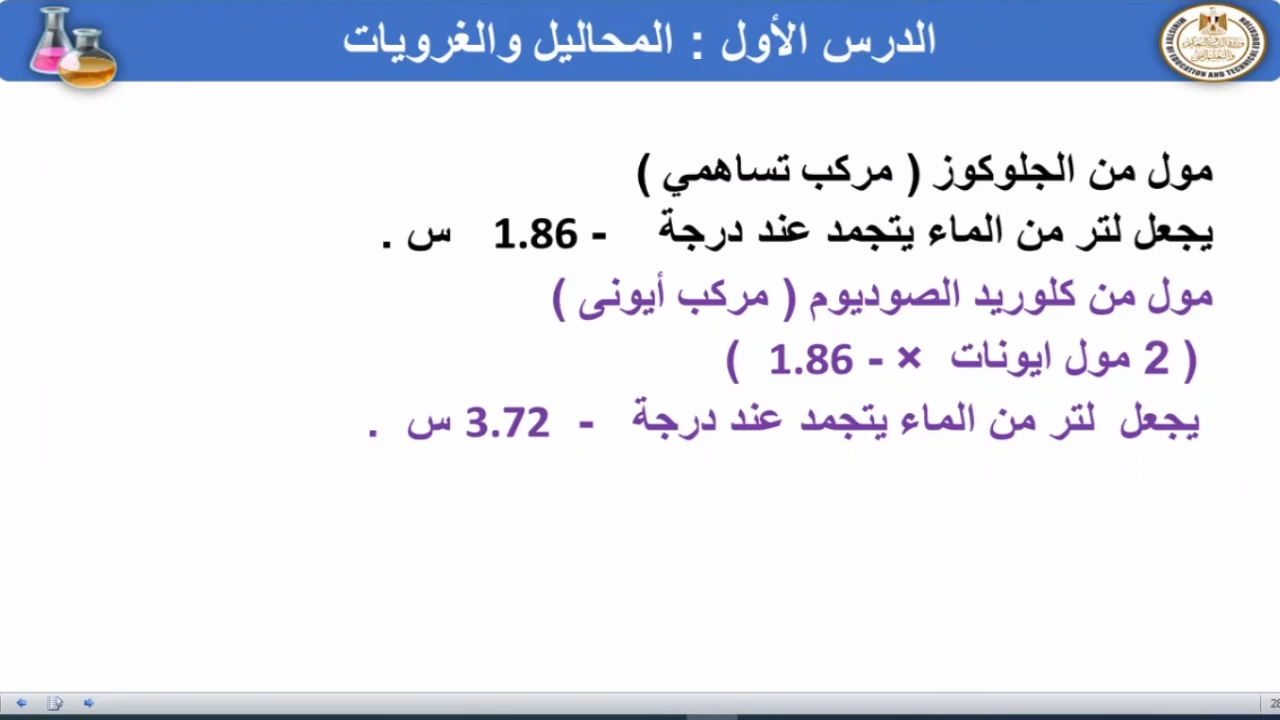 الدرس الأول : المحاليل والغرويات
مول من الجلوكوز ( مركب تساهمي )
يجعل لتر من الماء يتجمد عند درجة - 1.86 س .
مول من كلوريد الصوديوم ( مركب أيونى )
( 2 مول ايونات × - 1.86 )
يجعل لتر من الماء يتجمد عند درجة - 3.72 س .